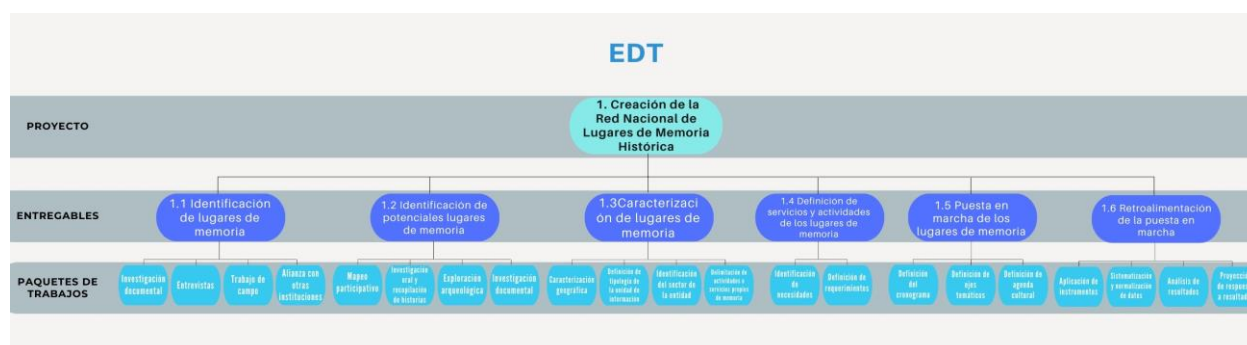 EDT
PROYECTO
1. Creación de la
Red Nacional de
Lugares de Memoria
Histórica
ENTREGABLES
1.1 Identificación
de lugares de
memoria
1.2 Identificación de
potenciales lugares
de memoria
1.3Caracterizaci
ón de lugares de
memoria
1.4 Definición de
servicios y actividades
de los lugares de
memoria
1.5 Puesta en
marcha de los
lugares de memoria
1.6 Retroalimentación
de la puesta en
marcha
PAQUETES DE
TRABAJOS
Investigación
documental
Entrevistas
Trabajo de
campo
Alianza con
otras
instituciones
Mapeo
participativo
Investigación
oral y
recopilación
de historias
Exploración
arqueológica
Investigación
documental
Caracterización
geográfica
Definición de
tipología de
la unidad de
información
Identificación
del sector de
la entidad
Delimitación de
actividades o
servicios propios
de memoria
Identificación
de
necesidades
Definición de
requerimientos
Definición
del
cronograma
Definición de
ejes
temáticos
Definición de
agenda
cultural
Aplicación de
instrumentos
Sistematización
y normalización
de datos
Análisis de
resultados
Proyecc
de respue
a resultad